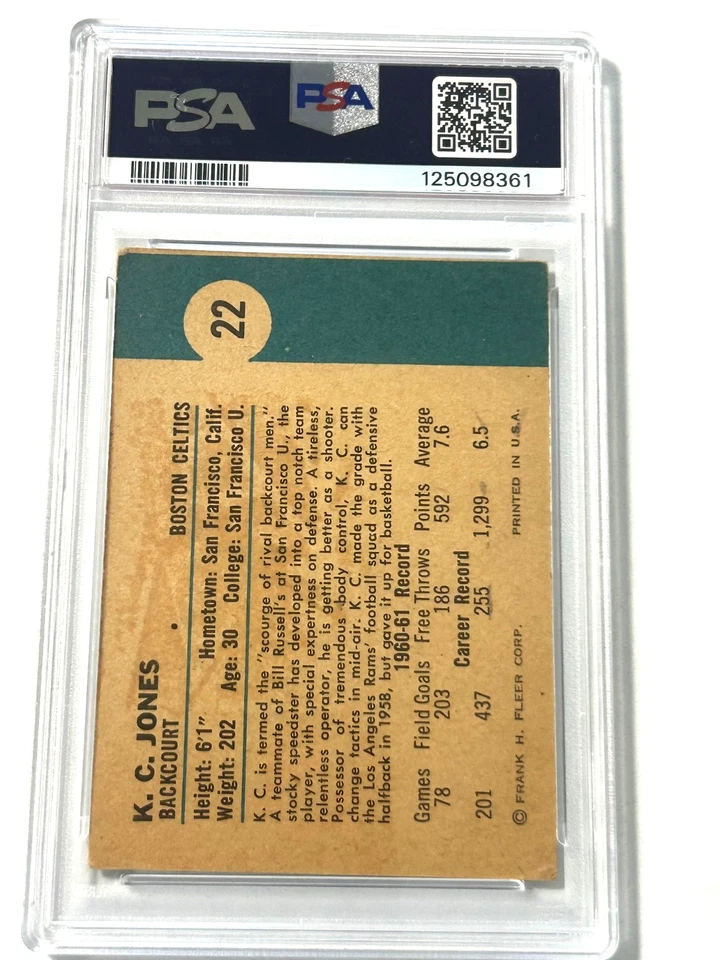 PSA
PSA
125098361
22
K. C. JONES
BACKCOURT BOSTON CELTICS
Height: 6'1" Hometown: San Francisco, Calif.
Weight: 202 Age: 30 College: San Francisco U.
K. C. is termed the "scourge of rival backcourt men."
A teammate of Bill Russell's at San Francisco U., the
stocky speedster has developed into a top notch team
player, with special expertness on defense. A tireless,
relentless operator, he is getting better as a shooter.
Possessor of tremendous body control, K. C. can
change tactics in mid-air. K. C. made the grade with
the Los Angeles Rams' football squad as a defensive
halfback in 1958, but gave it up for basketball.
1960-61 Record
Games Field Goals Free Throws Points Average
78 203 186 592 7.6
Career Record
201 437 255 1,299 6.5
© FRANK H. FLEER CORP. PRINTED IN U.S.A.